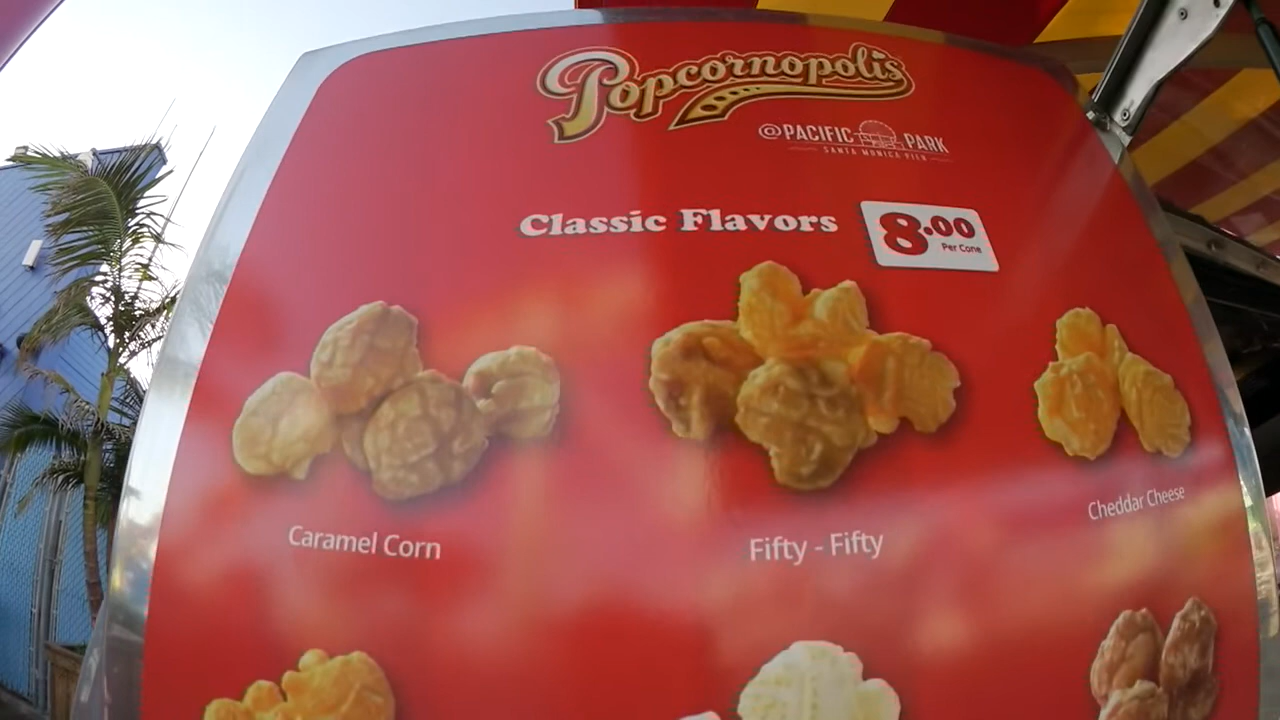 Popcornopolis
@PACIFIC PARK
SANTA MONICA PIER
Classic Flavors
8.00
Per Cone
Caramel Corn
Fifty - Fifty
Cheddar Cheese